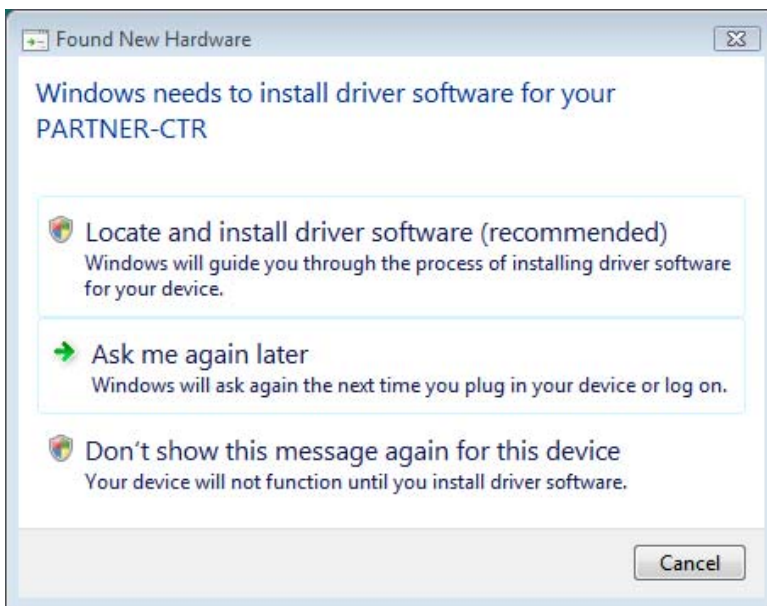 Found New Hardware
Windows needs to install driver software for your
PARTNER-CTR
Locate and install driver software (recommended)
Windows will guide you through the process of installing driver software
for your device.
Ask me again later
Windows will ask again the next time you plug in your device or log on.
Don't show this message again for this device
Your device will not function until you install driver software.
Cancel